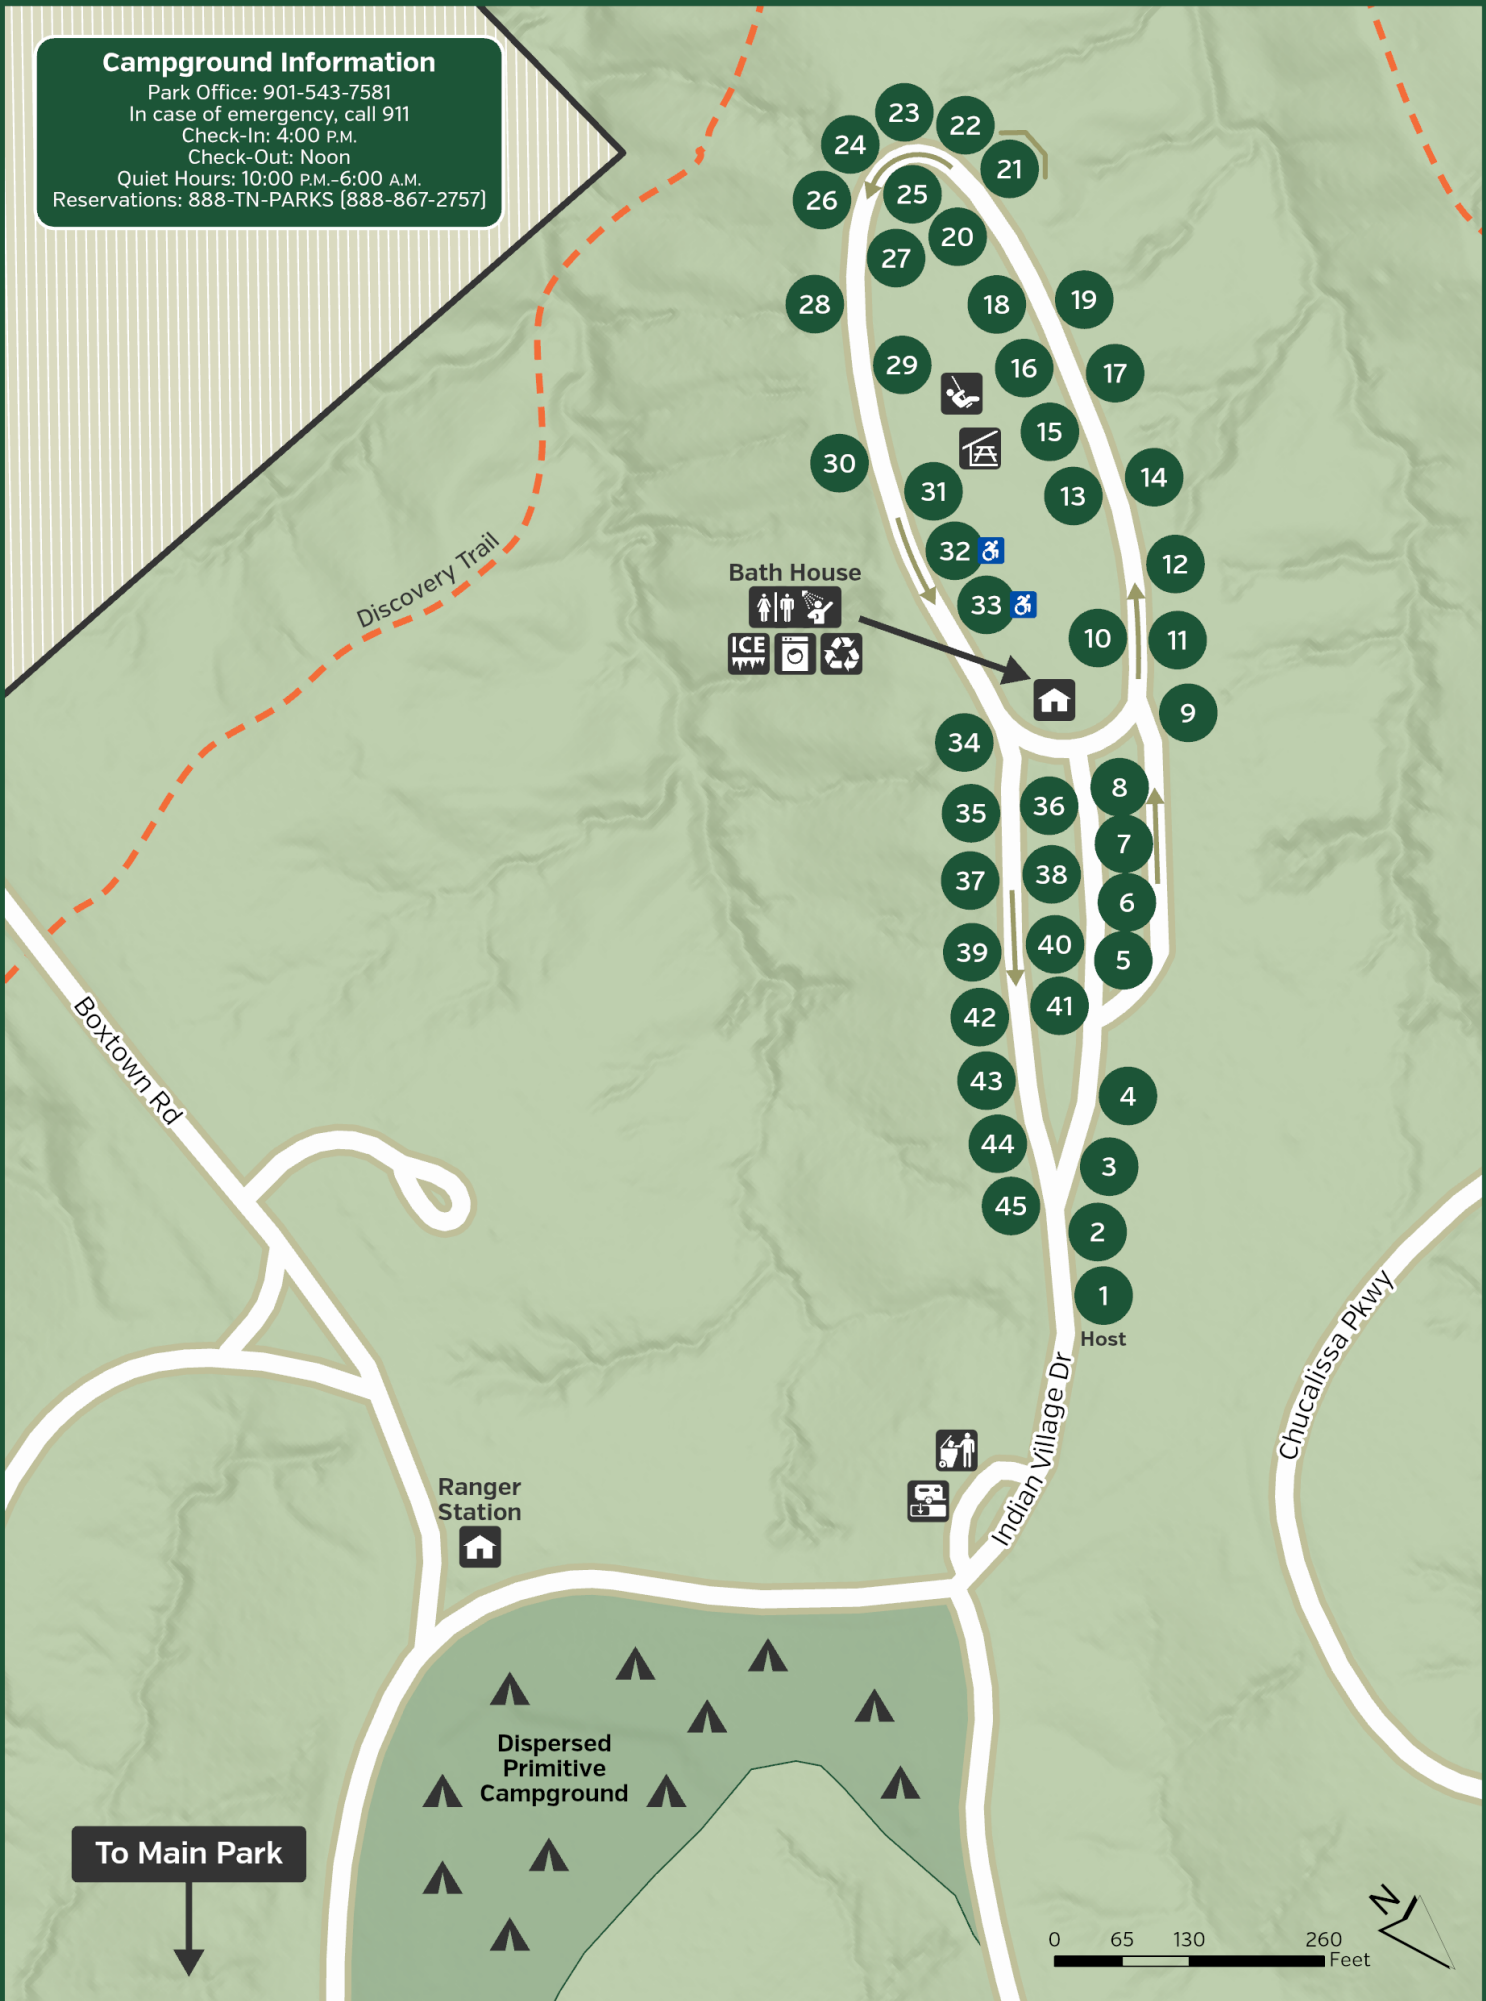 Campground Information
Park Office: 901-543-7581
In case of emergency, call 911
Check-In: 4:00 P.M.
Check-Out: Noon
Quiet Hours: 10:00 P.M.-6:00 A.M.
Reservations: 888-TN-PARKS (888-867-2757)
23
22
24
21
25
26
20
27
28
18
19
29
16
17
15
30
14
31
13
32
12
Discovery Trail
Bath House
33
10
11
ICE
9
34
8
35
36
7
37
38
6
39
40
5
41
42
Boxtown Rd
43
4
44
3
45
2
1
Host
Indian Village Dr
Chucalissa Pkwy
Ranger
Station
Dispersed
Primitive
Campground
To Main Park
N
0 65 130 260
Feet